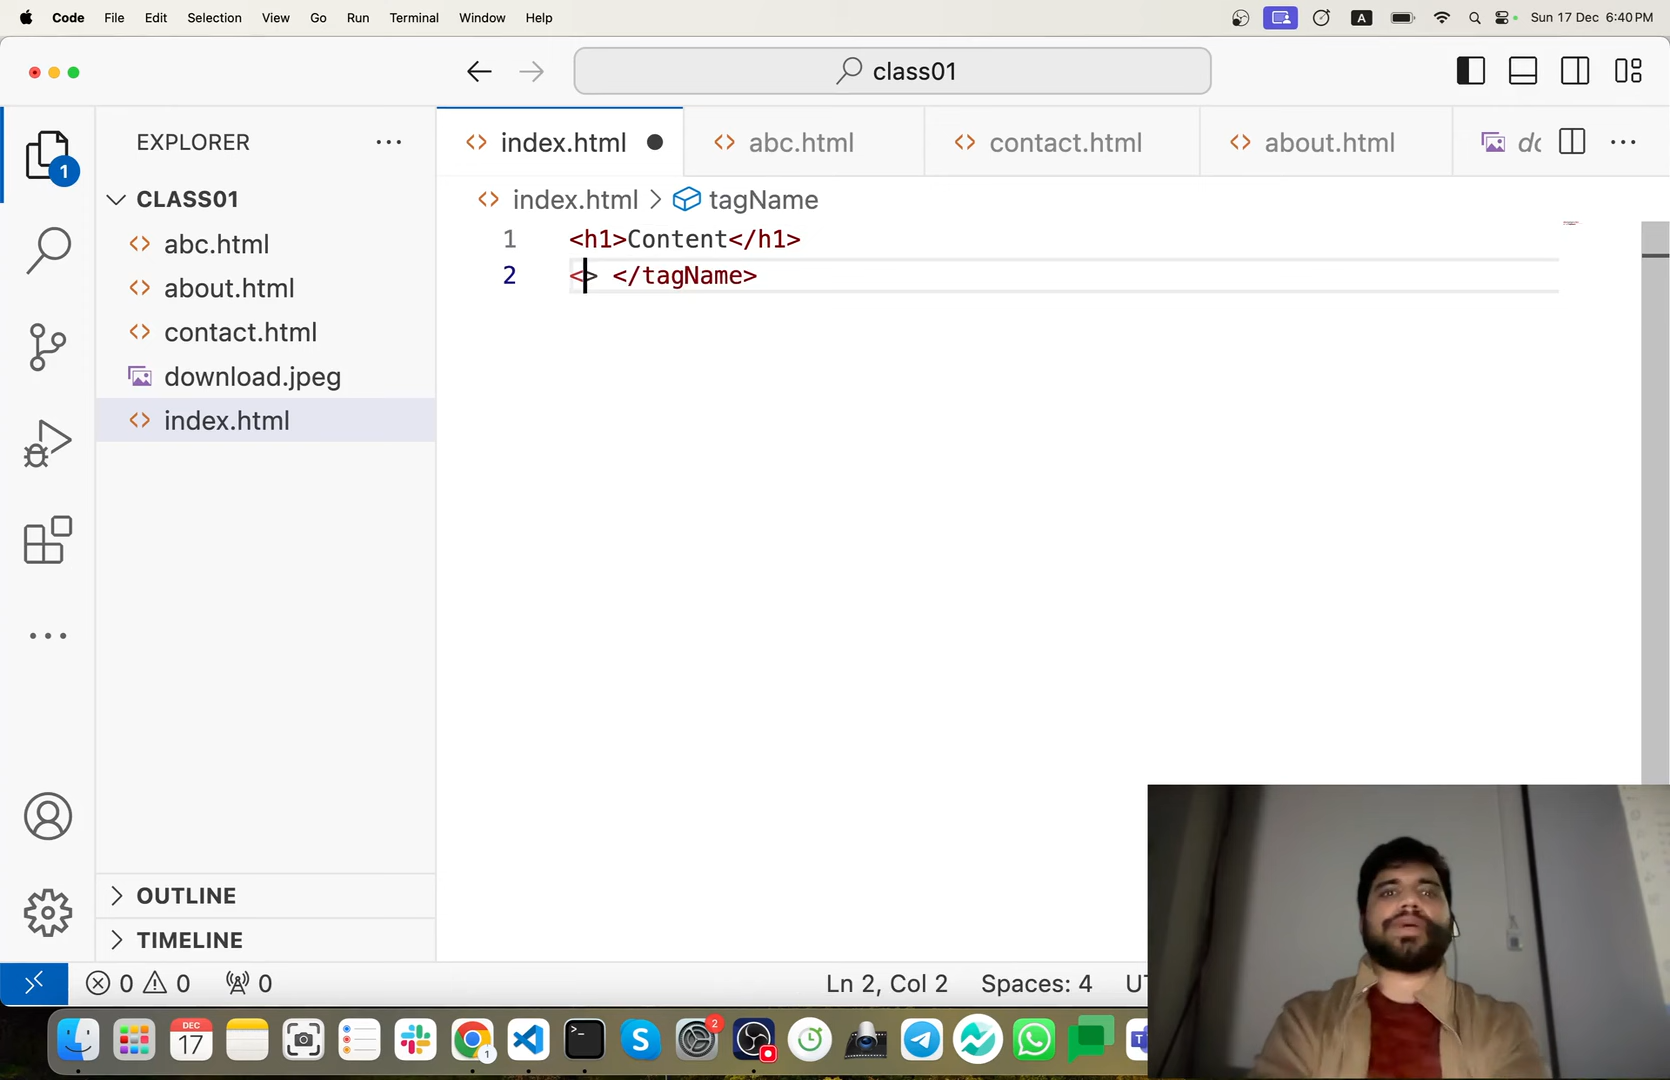 Code File Edit Selection View Go Run Terminal Window Help A Sun 17 Dec 6:40 PM
class01
EXPLORER
index.html
abc.html
contact.html
about.html
1
CLASS01
index.html > tagName
1 <h1>Content</h1>
2 <> </tagName>
abc.html
about.html
contact.html
download.jpeg
index.html
OUTLINE
TIMELINE
0 0 0 Ln 2, Col 2 Spaces: 4
DEC
17
1
S
2